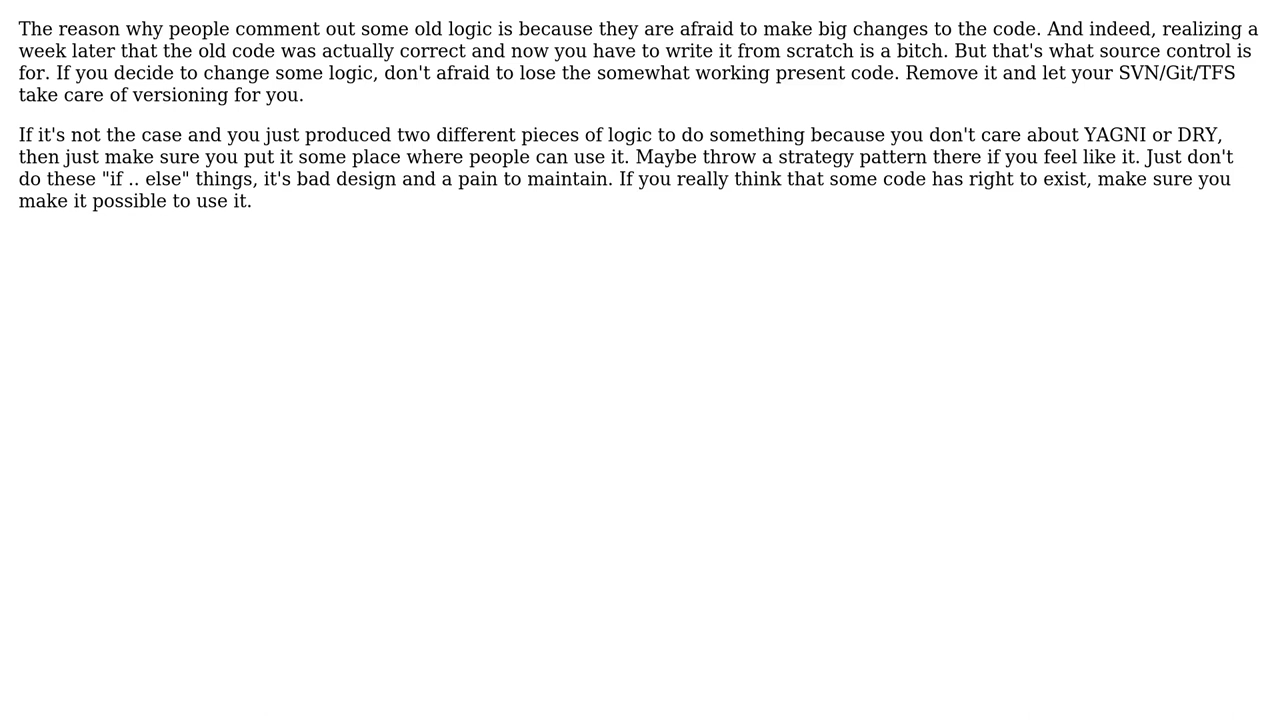 The reason why people comment out some old logic is because they are afraid to make big changes to the code. And indeed, realizing a
week later that the old code was actually correct and now you have to write it from scratch is a bitch. But that's what source control is
for. If you decide to change some logic, don't afraid to lose the somewhat working present code. Remove it and let your SVN/Git/TFS
take care of versioning for you.
If it's not the case and you just produced two different pieces of logic to do something because you don't care about YAGNI or DRY,
then just make sure you put it some place where people can use it. Maybe throw a strategy pattern there if you feel like it. Just don't
do these "if .. else" things, it's bad design and a pain to maintain. If you really think that some code has right to exist, make sure you
make it possible to use it.